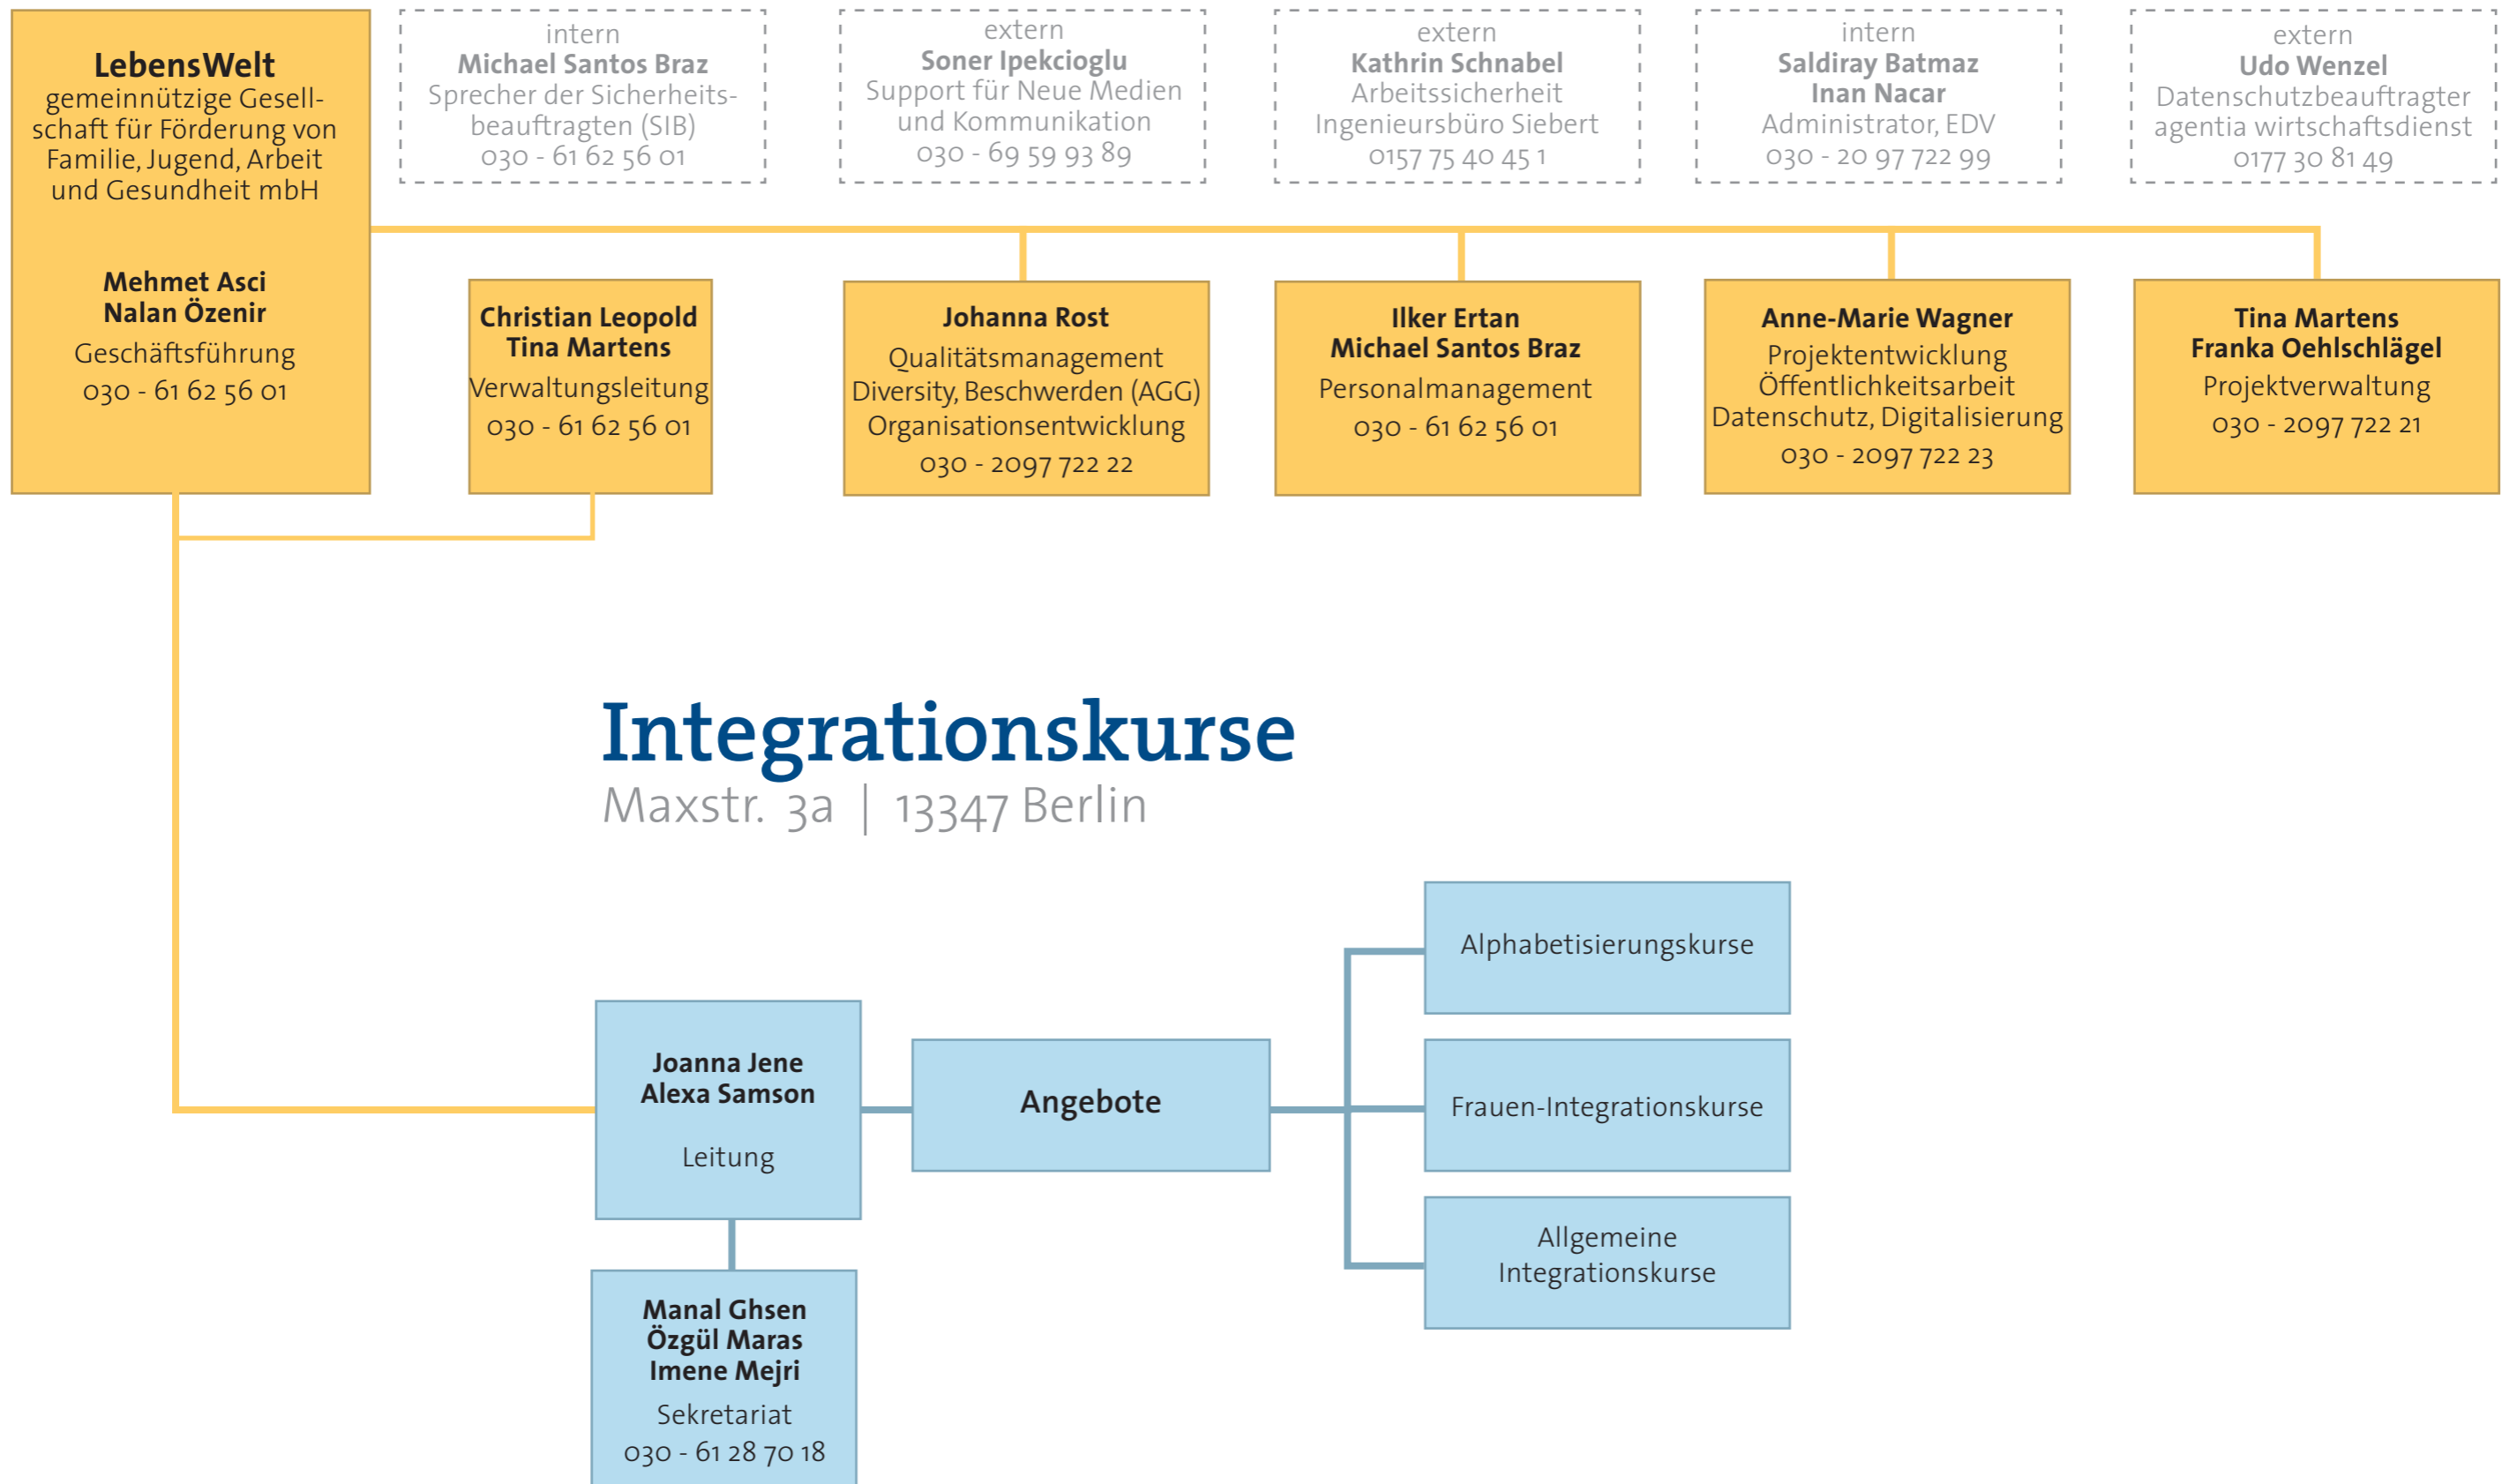 LebensWelt
gemeinnützige Gesell-
schaft für Förderung von
Familie, Jugend, Arbeit
und Gesundheit mbH
Mehmet Asci
Nalan Özenir
Geschäftsführung
030 - 61 62 56 01
intern
Michael Santos Braz
Sprecher der Sicherheits-
beauftragten (SIB)
030 - 61 62 56 01
extern
Soner Ipekcioglu
Support für Neue Medien
und Kommunikation
030 - 69 59 93 89
extern
Kathrin Schnabel
Arbeitssicherheit
Ingenieursbüro Siebert
0157 75 40 45 1
intern
Saldiray Batmaz
Inan Nacar
Administrator, EDV
030 - 20 97 722 99
extern
Udo Wenzel
Datenschutzbeauftragter
agentia wirtschaftsdienst
0177 30 81 49
Christian Leopold
Tina Martens
Verwaltungsleitung
030 - 61 62 56 01
Johanna Rost
Qualitätsmanagement
Diversity, Beschwerden (AGG)
Organisationsentwicklung
030 - 2097 722 22
Ilker Ertan
Michael Santos Braz
Personalmanagement
030 - 61 62 56 01
Anne-Marie Wagner
Projektentwicklung
Öffentlichkeitsarbeit
Datenschutz, Digitalisierung
030 - 2097 722 23
Tina Martens
Franka Oehlschlägel
Projektverwaltung
030 - 2097 722 21
Integrationskurse
Maxstr. 3a | 13347 Berlin
Joanna Jene
Alexa Samson
Leitung
Angebote
Alphabetisierungskurse
Frauen-Integrationskurse
Allgemeine
Integrationskurse
Manal Ghsen
Özgül Maras
Imene Mejri
Sekretariat
030 - 61 28 70 18